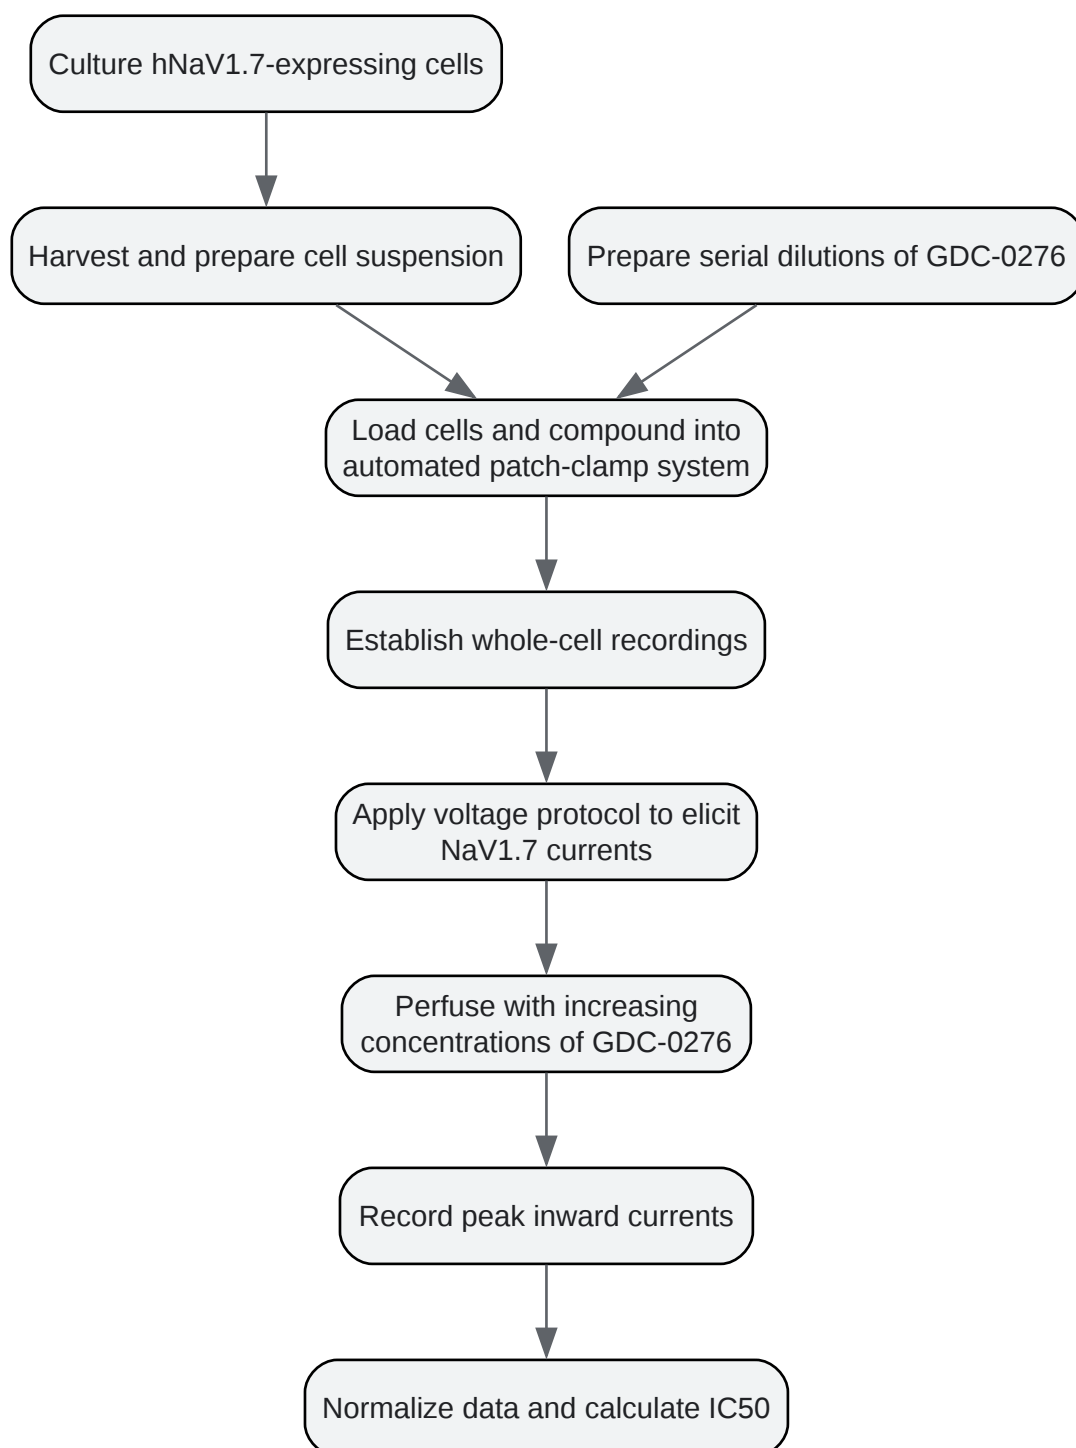 Culture hNaV1.7-expressing cells
Harvest and prepare cell suspension
Prepare serial dilutions of GDC-0276
Load cells and compound into
automated patch-clamp system
Establish whole-cell recordings
Apply voltage protocol to elicit
NaV1.7 currents
Perfuse with increasing
concentrations of GDC-0276
Record peak inward currents
Normalize data and calculate IC50